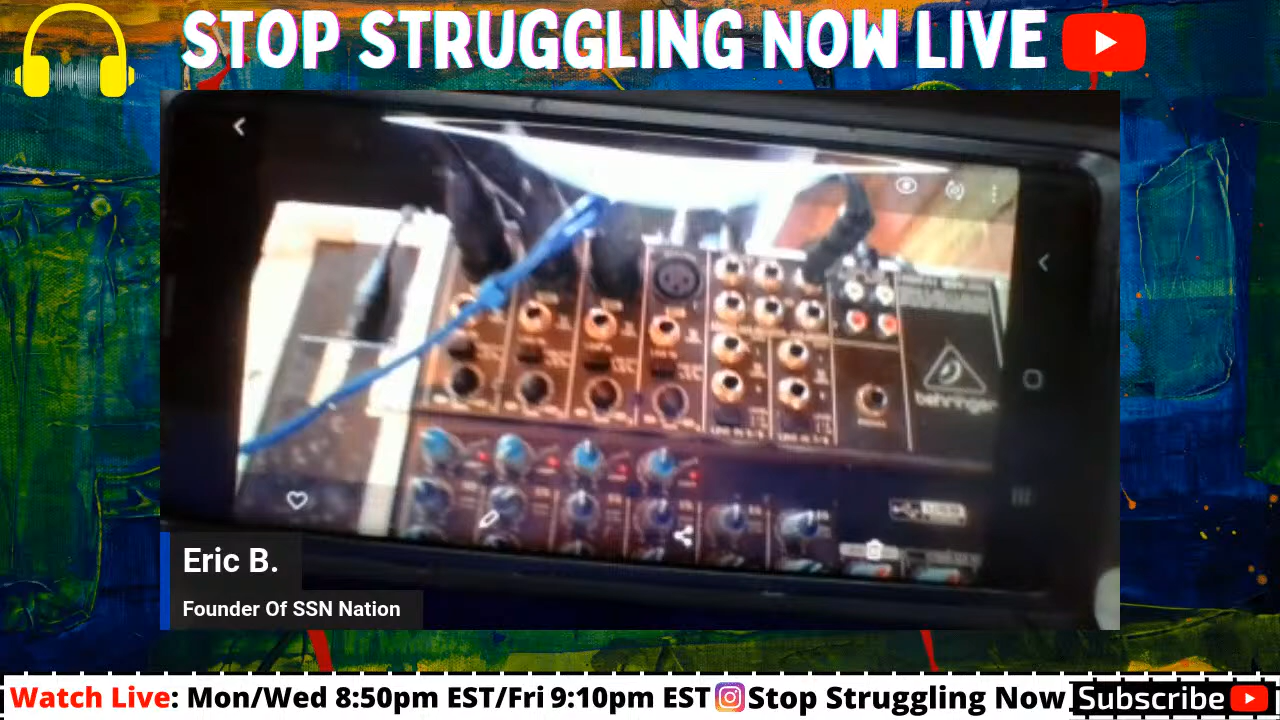 STOP STRUGGLING NOW LIVE
behringer
Eric B.
Founder Of SSN Nation
Watch Live: Mon/Wed 8:50pm EST/Fri 9:10pm EST Stop Struggling Now Subscribe